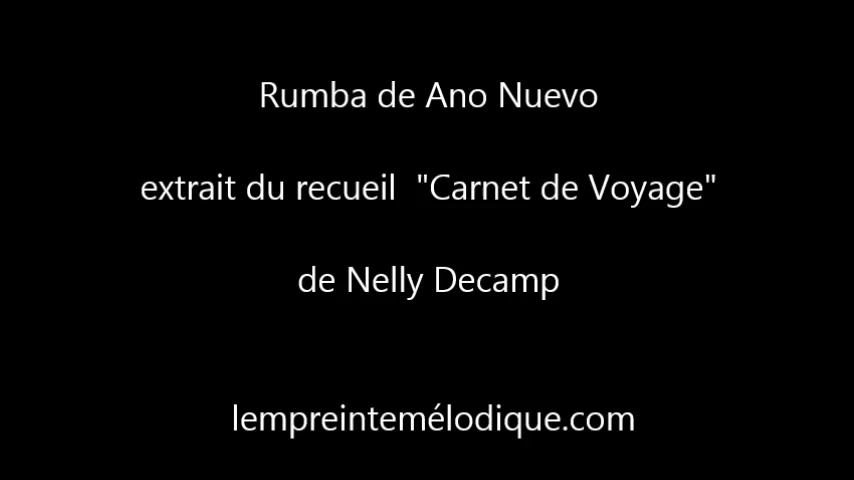 Rumba de Ano Nuevo
extrait du recueil  "Carnet de Voyage"
de Nelly Decamp
lempreintemélodique.com